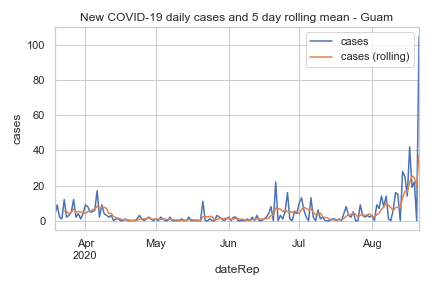 New COVID-19 daily cases and 5 day rolling mean - Guam
cases
cases (rolling)
100
80
60
40
20
0
cases
Apr
2020
May
Jun
Jul
Aug
dateRep